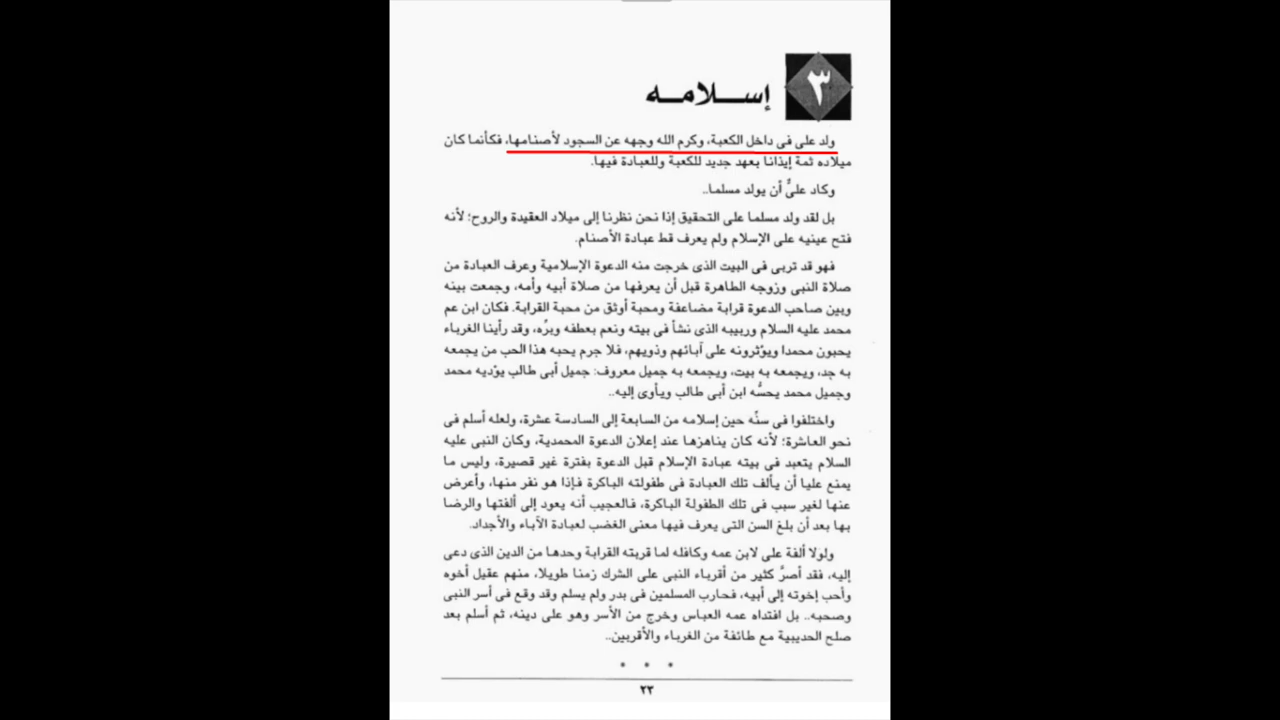 ٣
إسلامه
ولد على فى داخل الكعبة، وكرم الله وجهه عن السجود لأصنامها، فكأنما كان
ميلاده ثمة إيذانا بعهد جديد للكعبة وللعبادة فيها.
وكاد علىٌّ أن يولد مسلما..
بل لقد ولد مسلما على التحقيق إذا نحن نظرنا إلى ميلاد العقيدة والروح؛ لأنه
فتح عينيه على الإسلام ولم يعرف قط عبادة الأصنام.
فهو قد تربى فى البيت الذى خرجت منه الدعوة الإسلامية وعرف العبادة من
صلاة النبى وزوجه الطاهرة قبل أن يعرفها من صلاة أبيه وأمه، وجمعت بينه
وبين صاحب الدعوة قرابة مضاعفة ومحبة أوثق من محبة القرابة. فكان ابن عم
محمد عليه السلام وربيبه الذى نشأ فى بيته ونعم بعطفه وبرِّه، وقد رأينا الغرباء
يحبون محمدا ويؤثرونه على آبائهم وذويهم، فلا جرم يحبه هذا الحب من يجمعه
به جد، ويجمعه به بيت، ويجمعه به جميل معروف: جميل أبى طالب يؤديه محمد
وجميل محمد يحسُّه ابن أبى طالب ويأوى إليه..
واختلفوا فى سنِّه حين إسلامه من السابعة إلى السادسة عشرة، ولعله أسلم فى
نحو العاشرة؛ لأنه كان يناهزها عند إعلان الدعوة المحمدية، وكان النبى عليه
السلام يتعبد فى بيته عبادة الإسلام قبل الدعوة بفترة غير قصيرة، وليس ما
يمنع عليا أن يألف تلك العبادة فى طفولته الباكرة فإذا هو نفر منها، وأعرض
عنها لغير سبب فى تلك الطفولة الباكرة، فالعجيب أنه يعود إلى ألفتها والرضا
بها بعد أن بلغ السن التى يعرف فيها معنى الغضب لعبادة الآباء والأجداد.
ولولا ألفة على لابن عمه وكافله لما قربته القرابة وحدها من الدين الذى دعى
إليه، فقد أصرَّ كثير من أقرباء النبى على الشرك زمنا طويلا، منهم عقيل أخوه
وأحب إخوته إلى أبيه، فحارب المسلمين فى بدر ولم يسلم وقد وقع فى أسر النبى
وصحبه.. بل افتداه عمه العباس وخرج من الأسر وهو على دينه، ثم أسلم بعد
صلح الحديبية مع طائفة من الغرباء والأقربين..
* * *
٢٣